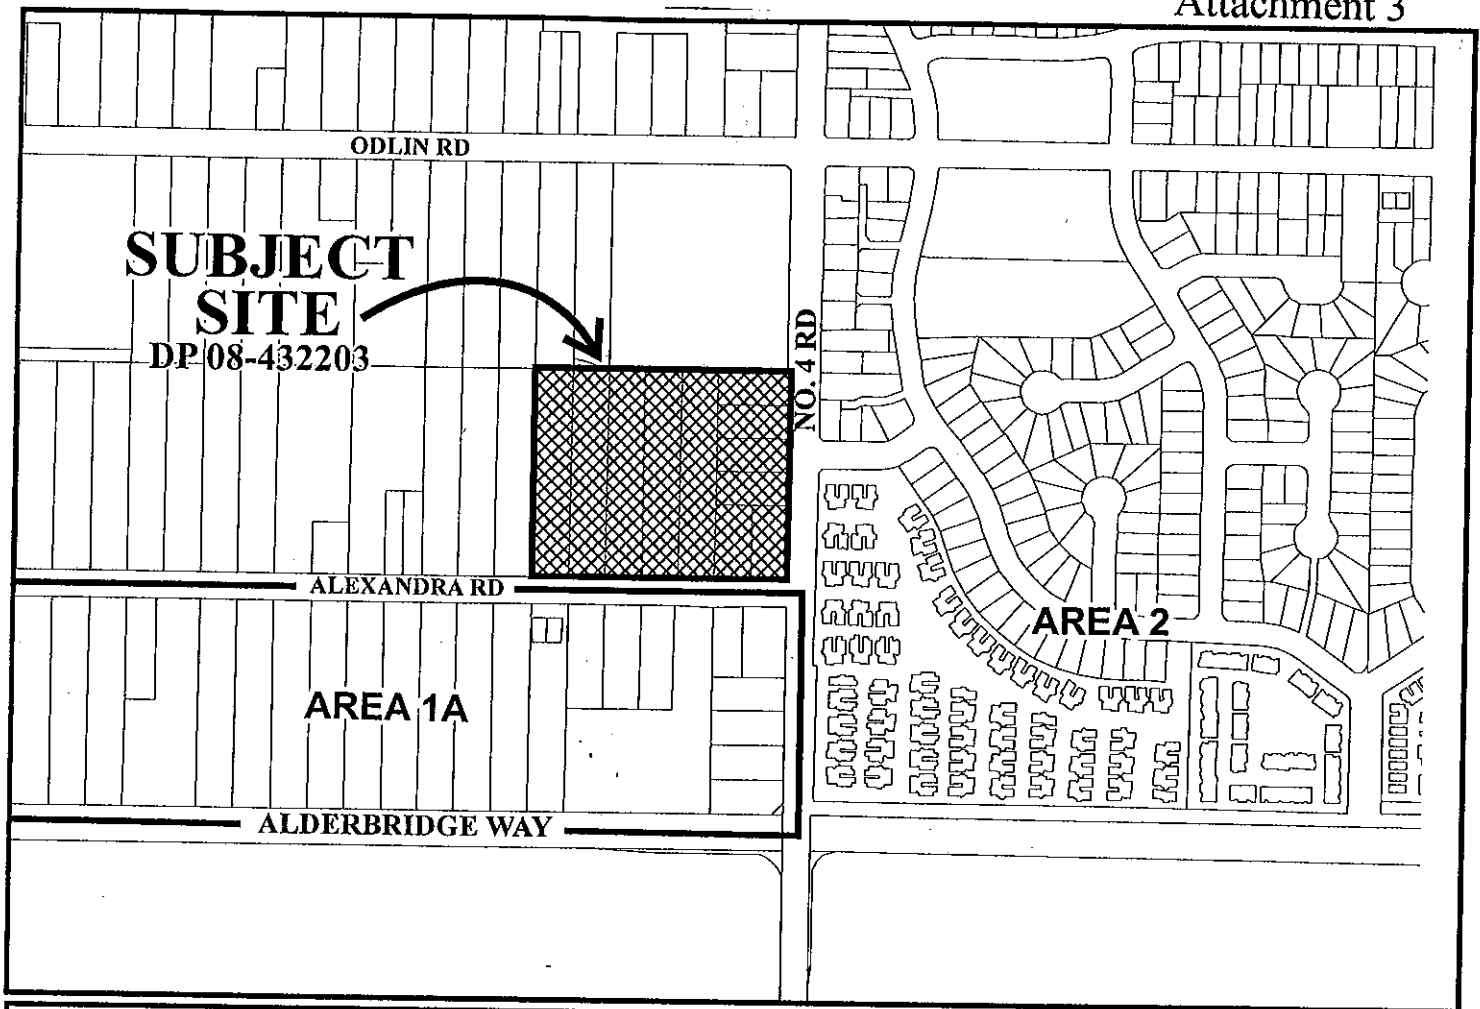 Attachment 3
ODLIN RD
SUBJECT
SITE
DP 08-432203
NO. 4 RD
ALEXANDRA RD
AREA 2
AREA 1A
ALDERBRIDGE WAY